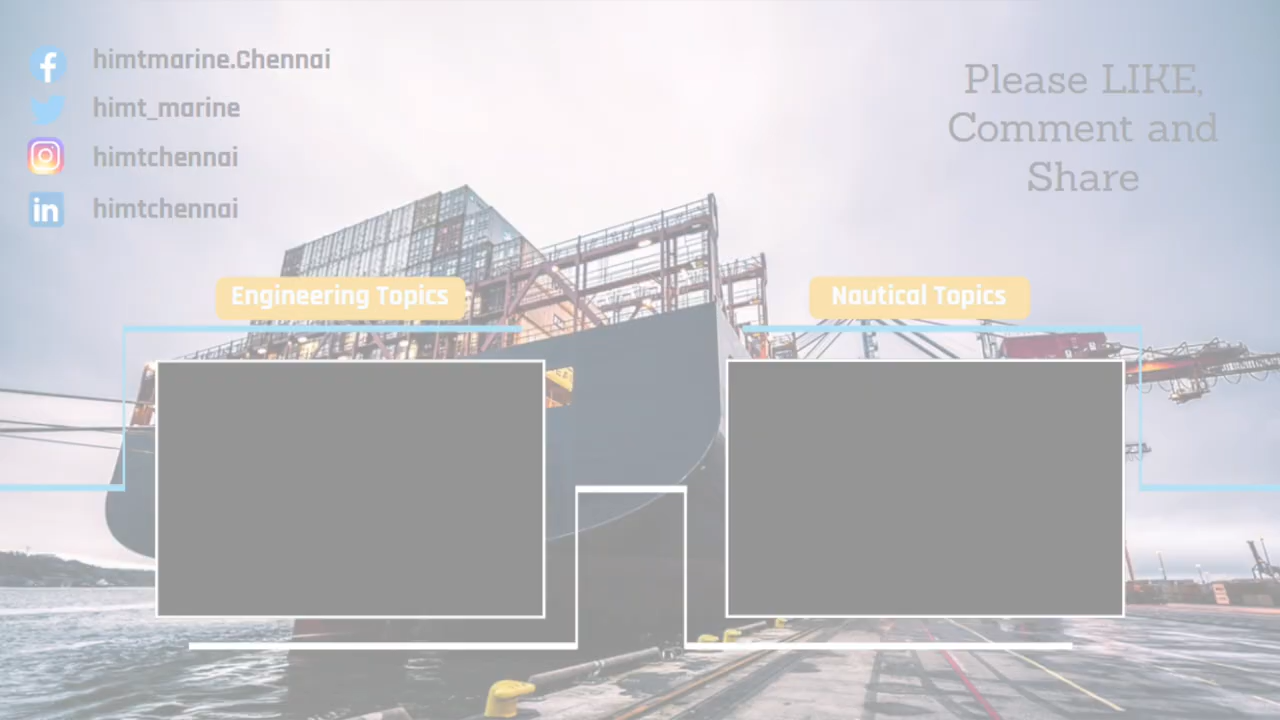 himtmarine.Chennai
himt_marine
himtchennai
himtchennai
Please LIKE,
Comment and
Share
Engineering Topics
Nautical Topics